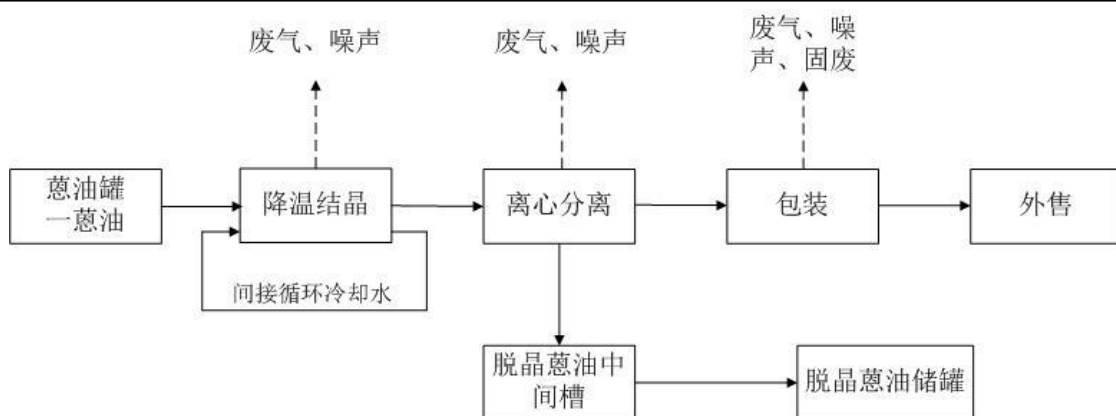 废气、噪声
废气、噪声
废气、噪
声、固废
蒽油罐
一蒽油
降温结晶
离心分离
包装
外售
间接循环冷却水
脱晶蒽油中
间槽
脱晶蒽油储罐